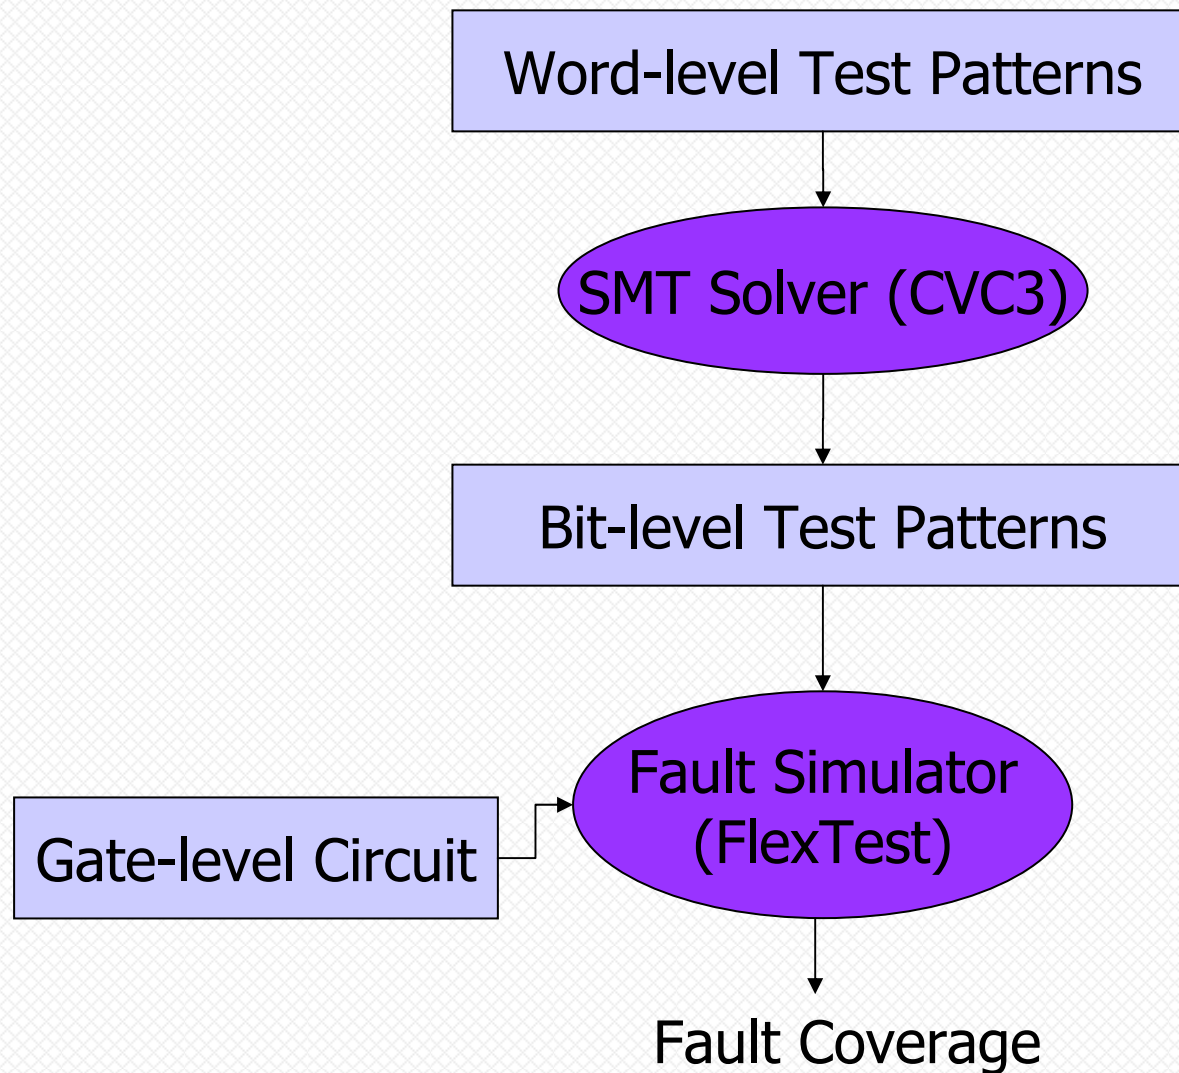 Word-level Test Patterns
SMT Solver (CVC3)
Bit-level Test Patterns
Fault Simulator
(FlexTest)
Gate-level Circuit
Fault Coverage